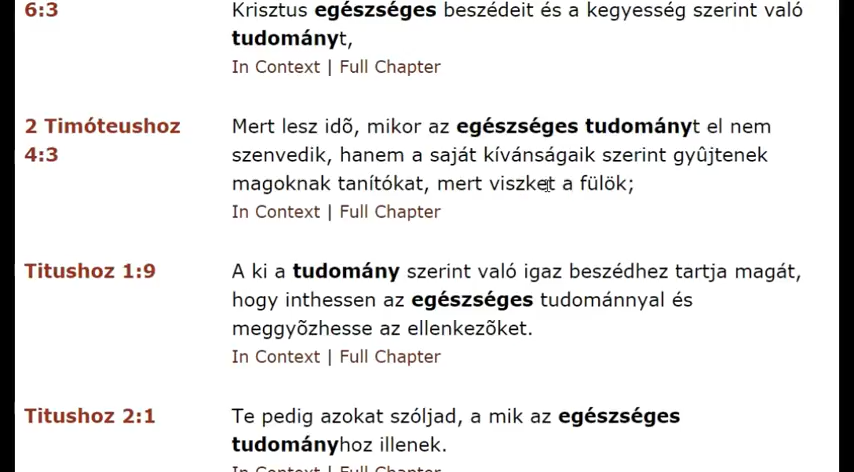 6:3 Krisztus egészséges beszédeit és a kegyesség szerint való
tudományt,
In Context | Full Chapter
2 Timóteushoz Mert lesz idõ, mikor az egészséges tudományt el nem
4:3 szenvedik, hanem a saját kívánságaik szerint gyûjtenek
magoknak tanítókat, mert viszket a fülök;
In Context | Full Chapter
Titushoz 1:9 A ki a tudomány szerint való igaz beszédhez tartja magát,
hogy inthessen az egészséges tudománnyal és
meggyõzhesse az ellenkezõket.
In Context | Full Chapter
Titushoz 2:1 Te pedig azokat szóljad, a mik az egészséges
tudományhoz illenek.
In Context | Full Chapter